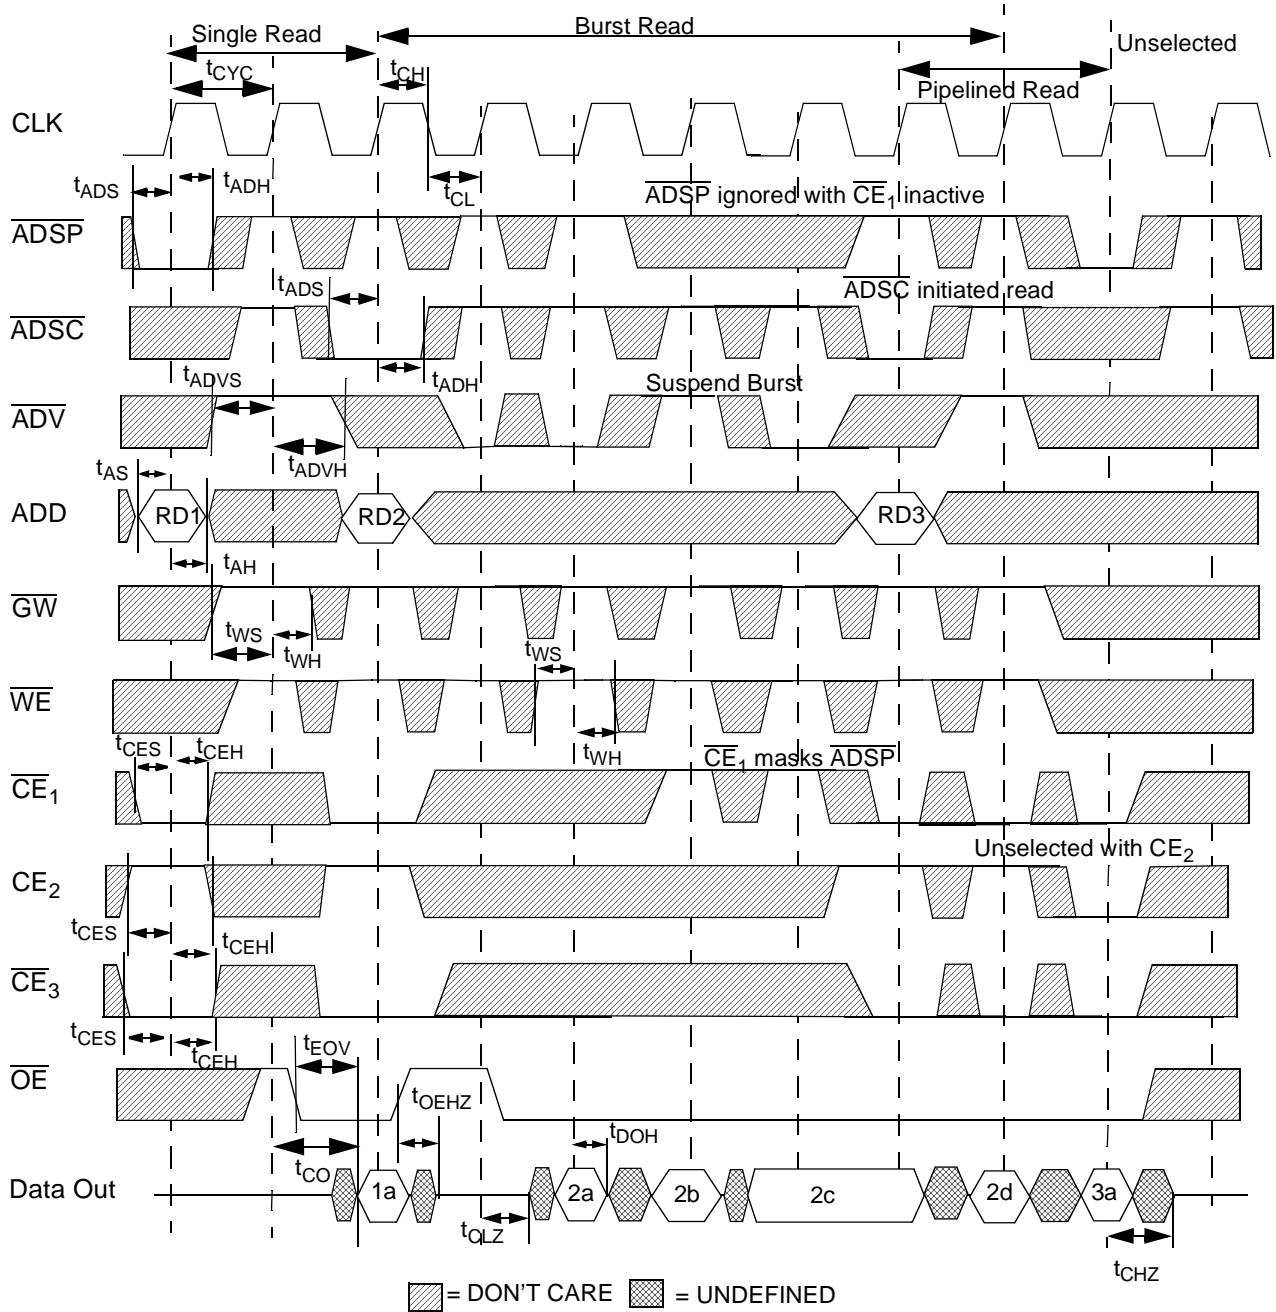 Single Read
Burst Read
Unselected
tCYC
tCH
Pipelined Read
CLK
tADS
tADH
tCL
ADSP ignored with CE1 inactive
ADSP
tADS
ADSC initiated read
ADSC
tADVS
tADH
Suspend Burst
ADV
tAS
tADVH
ADD
RD1
RD2
RD3
tAH
GW
tWS
tWH
tWS
WE
tCES
tCEH
tWH
CE1 masks ADSP
CE1
Unselected with CE2
CE2
tCES
tCEH
CE3
tCES
tCEH
tEOV
OE
tOEHZ
tDOH
tCO
Data Out
1a
2a
2b
2c
2d
3a
tOLZ
tCHZ
= DON'T CARE
= UNDEFINED